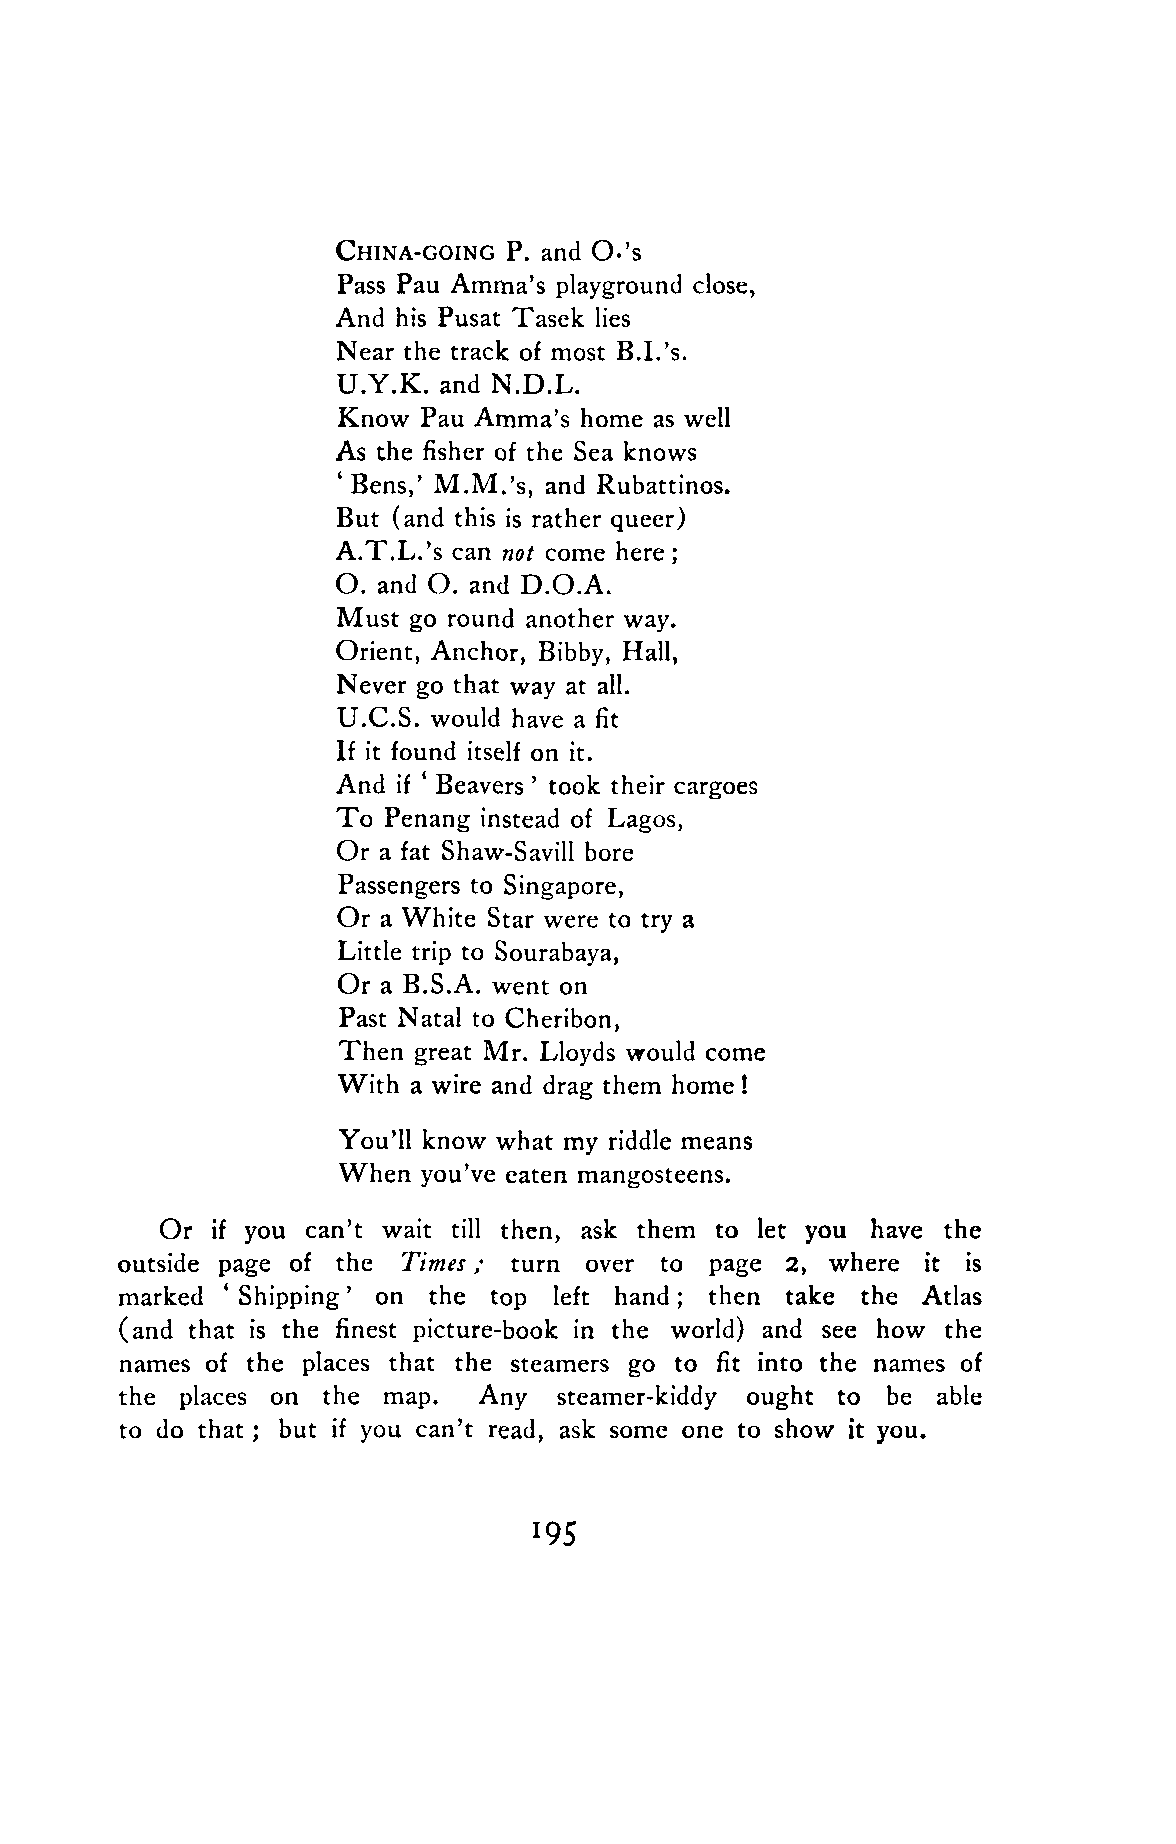 CHINA-GOING P. and O.'s
Pass Pau Amma's playground close,
And his Pusat Tasek lies
Near the track of most B.I.'s.
U.Y.K. and N.D.L.
Know Pau Amma's home as well
As the fisher of the Sea knows
‘ Bens,’ M.M.'s, and Rubattinos.
But (and this is rather queer)
A.T.L.'s can not come here ;
O. and O. and D.O.A.
Must go round another way.
Orient, Anchor, Bibby, Hall,
Never go that way at all.
U.C.S. would have a fit
If it found itself on it.
And if ‘ Beavers ’ took their cargoes
To Penang instead of Lagos,
Or a fat Shaw-Savill bore
Passengers to Singapore,
Or a White Star were to try a
Little trip to Sourabaya,
Or a B.S.A. went on
Past Natal to Cheribon,
Then great Mr. Lloyds would come
With a wire and drag them home !
You'll know what my riddle means
When you've eaten mangosteens.
Or if you can't wait till then, ask them to let you have the
outside page of the Times ; turn over to page 2, where it is
marked ‘ Shipping ’ on the top left hand ; then take the Atlas
(and that is the finest picture-book in the world) and see how the
names of the places that the steamers go to fit into the names of
the places on the map. Any steamer-kiddy ought to be able
to do that ; but if you can't read, ask some one to show it you.
195